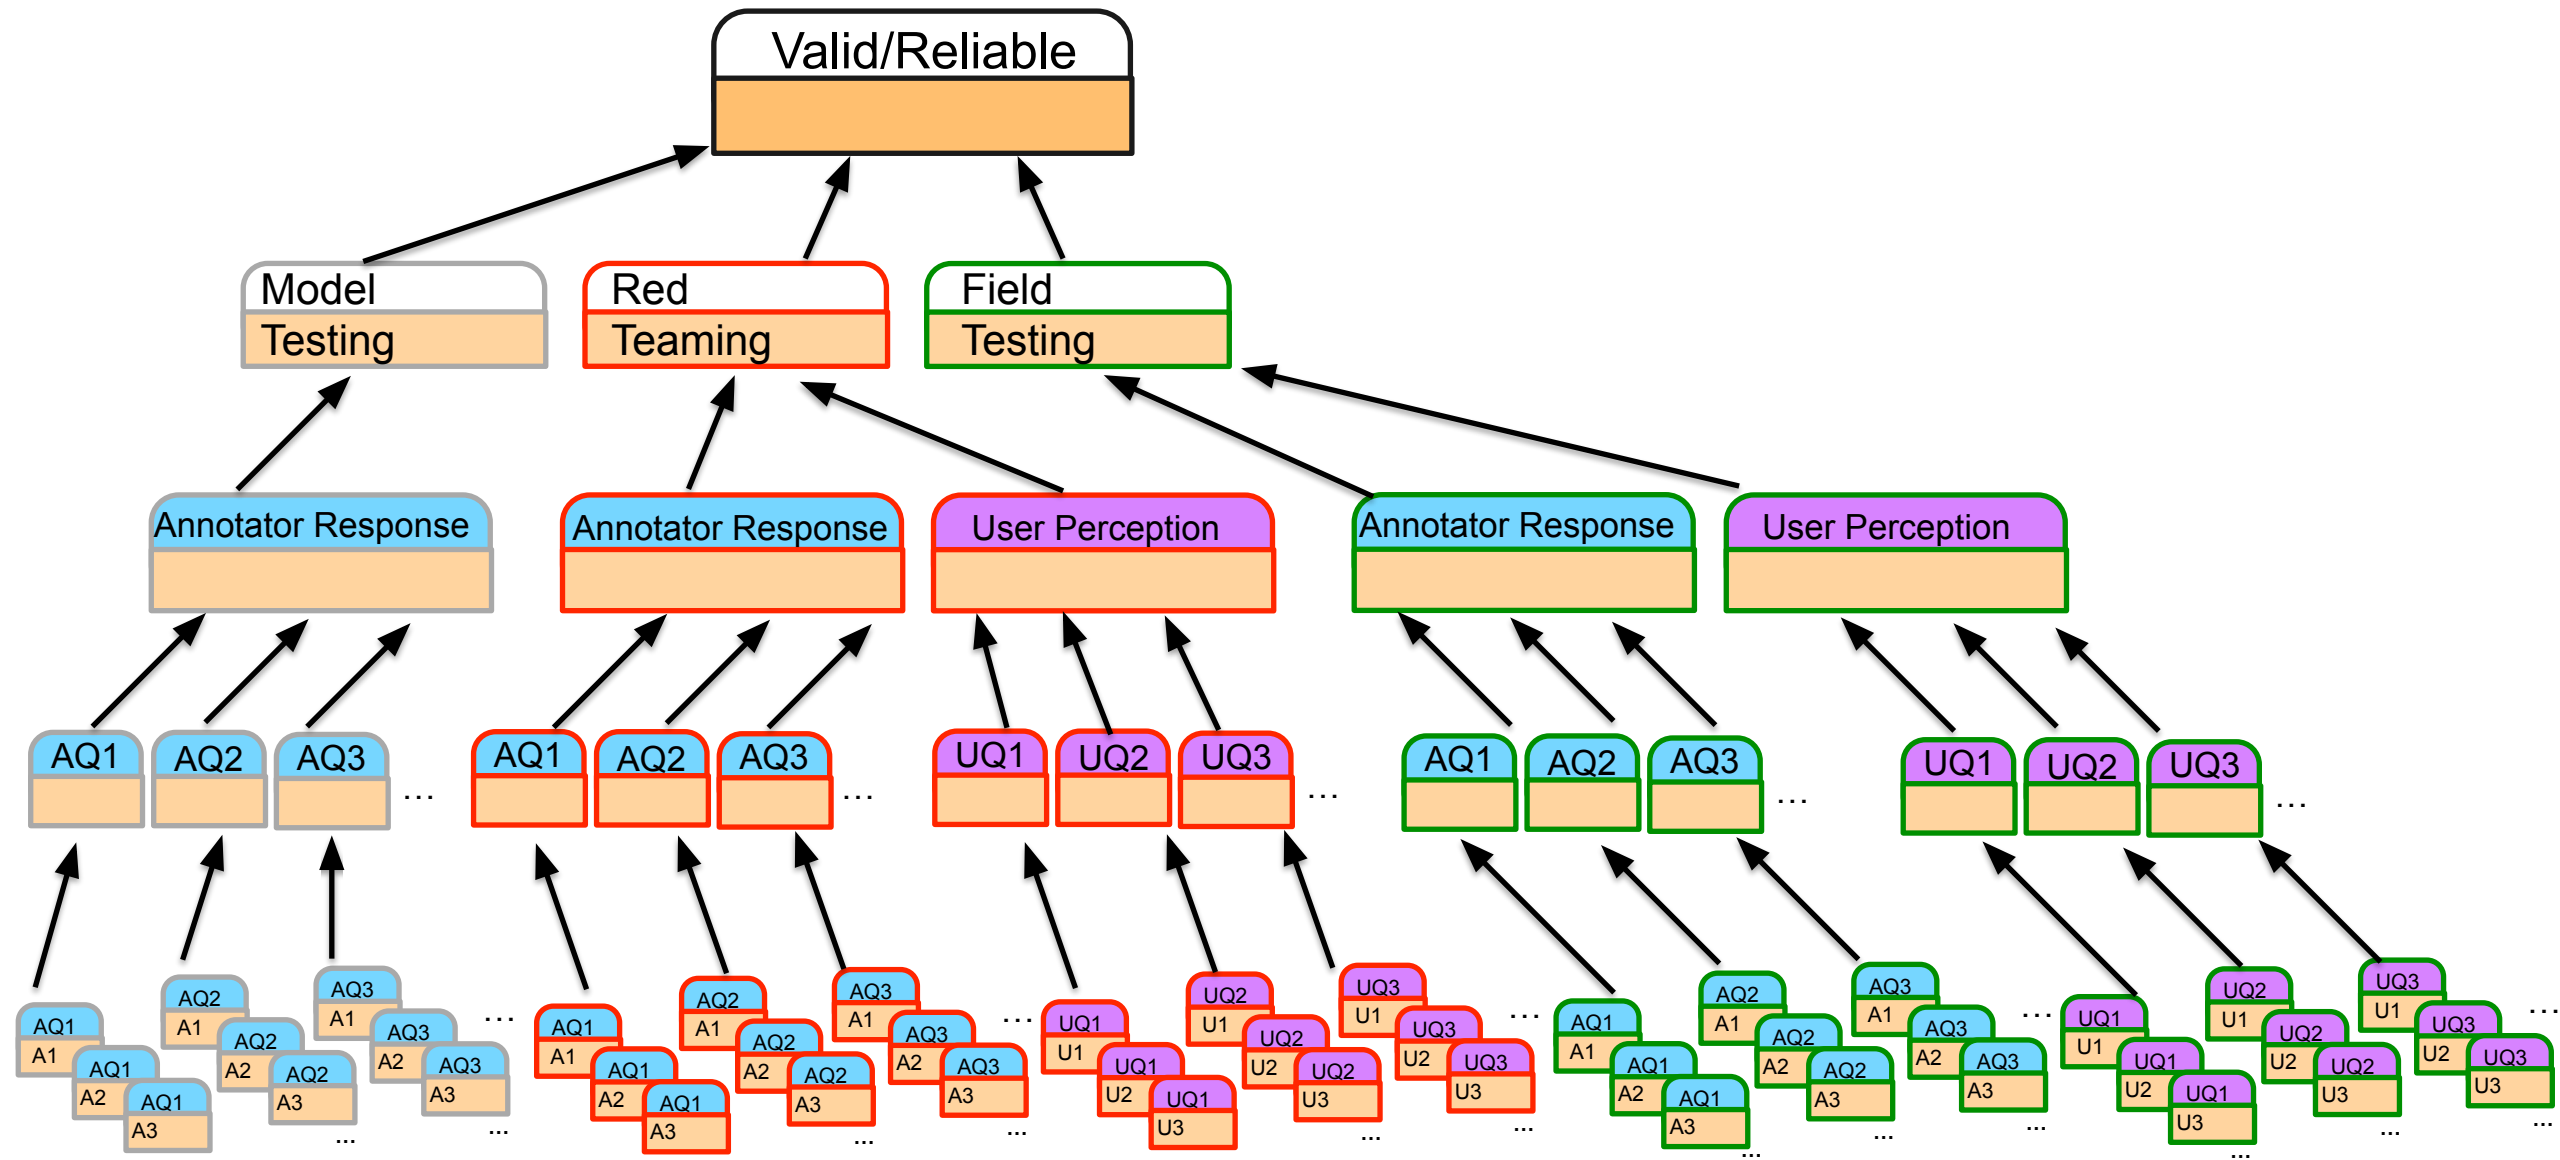 Valid/Reliable
Model
Testing
Red
Teaming
Field
Testing
Annotator Response
Annotator Response
User Perception
Annotator Response
User Perception
AQ1
AQ2
AQ3
...
AQ1
AQ2
AQ3
...
UQ1
UQ2
UQ3
...
AQ1
AQ2
AQ3
...
UQ1
UQ2
UQ3
...
AQ1
A1
AQ1
A2
AQ1
A3
AQ2
A1
AQ2
A2
AQ2
A3
...
AQ3
A1
AQ3
A2
AQ3
A3
...
...
AQ1
A1
AQ1
A2
AQ1
A3
AQ2
A1
AQ2
A2
AQ2
A3
...
AQ3
A1
AQ3
A2
AQ3
A3
...
...
UQ1
U1
UQ1
U2
UQ1
U3
UQ2
U1
UQ2
U2
UQ2
U3
...
UQ3
U1
UQ3
U2
UQ3
U3
...
...
AQ1
A1
AQ1
A2
AQ1
A3
...
AQ2
A1
AQ2
A2
AQ2
A3
...
AQ3
A1
AQ3
A2
AQ3
A3
...
...
UQ1
U1
UQ1
U2
UQ1
U3
...
UQ2
U1
UQ2
U2
UQ2
U3
...
UQ3
U1
UQ3
U2
UQ3
U3
...
...